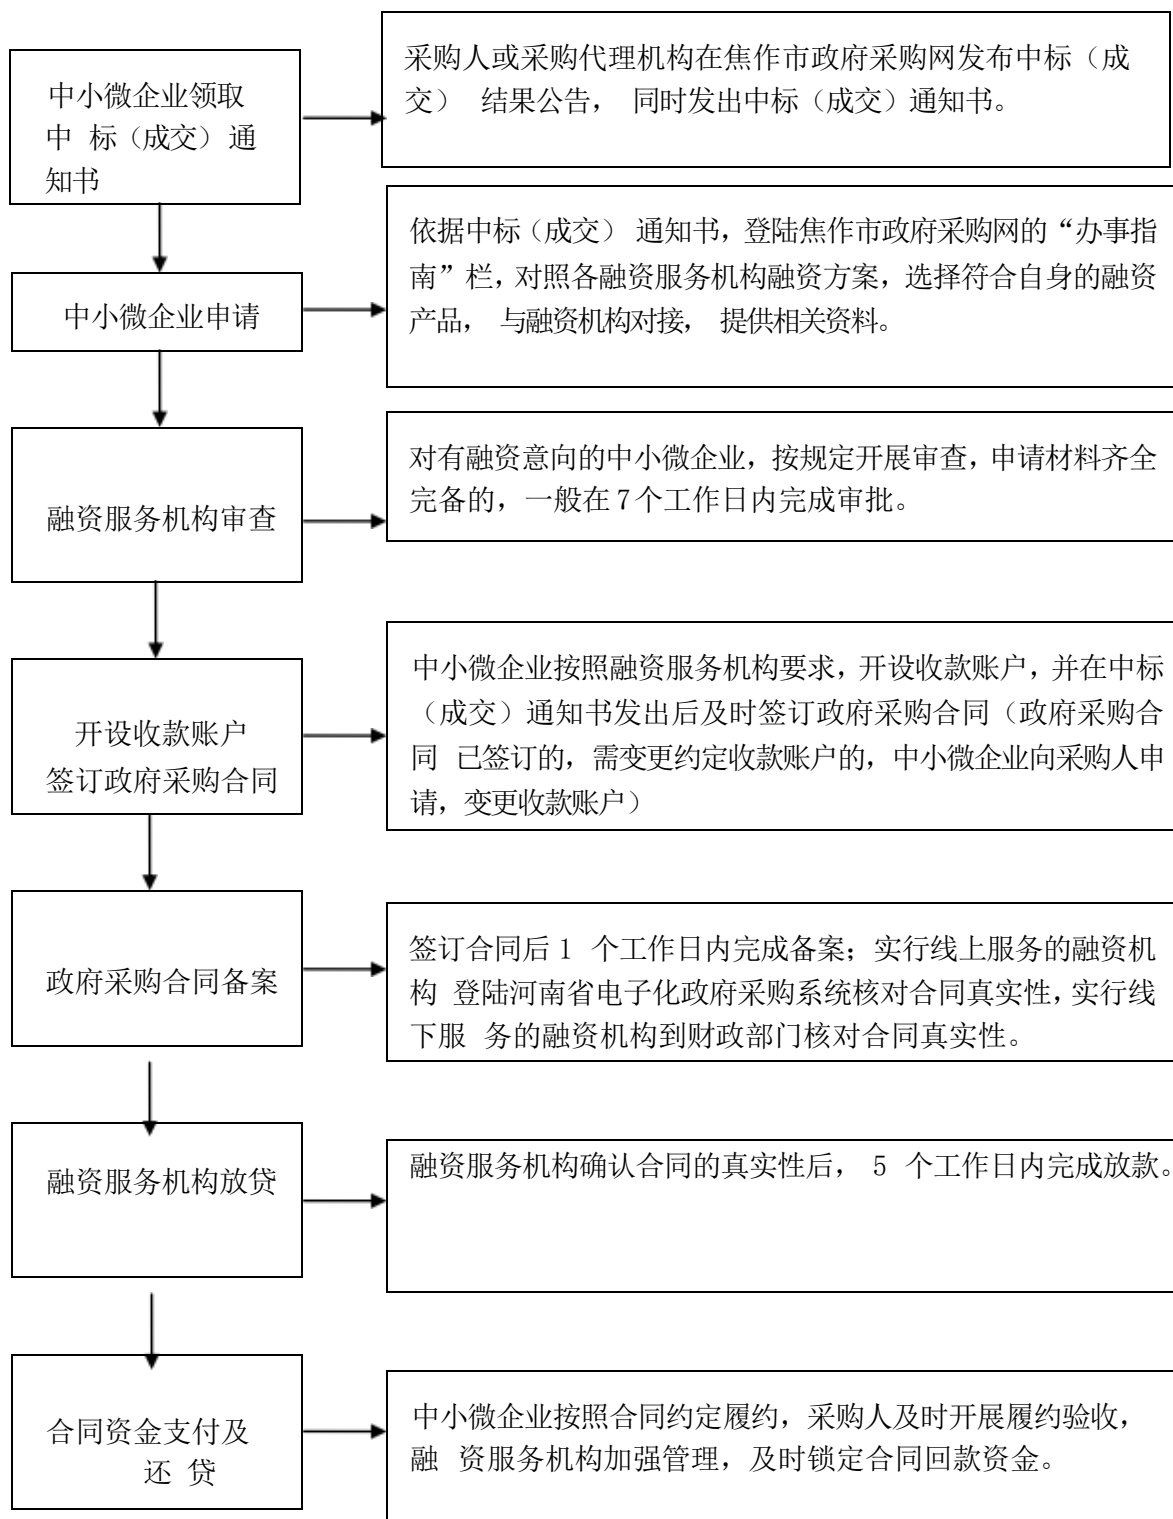 中小微企业领取
中 标（成交）通
知书
采购人或采购代理机构在焦作市政府采购网发布中标（成
交） 结果公告， 同时发出中标（成交）通知书。
中小微企业申请
依据中标（成交） 通知书，登陆焦作市政府采购网的“办事指
南”栏，对照各融资服务机构融资方案，选择符合自身的融资
产品， 与融资机构对接， 提供相关资料。
融资服务机构审查
对有融资意向的中小微企业，按规定开展审查，申请材料齐全
完备的，一般在7个工作日内完成审批。
开设收款账户
签订政府采购合同
中小微企业按照融资服务机构要求，开设收款账户，并在中标
（成交）通知书发出后及时签订政府采购合同（政府采购合
同 已签订的，需变更约定收款账户的，中小微企业向采购人申
请，变更收款账户）
政府采购合同备案
签订合同后 1 个工作日内完成备案；实行线上服务的融资机
构 登陆河南省电子化政府采购系统核对合同真实性，实行线
下服 务的融资机构到财政部门核对合同真实性。
融资服务机构放贷
融资服务机构确认合同的真实性后， 5 个工作日内完成放款。
合同资金支付及
还 贷
中小微企业按照合同约定履约，采购人及时开展履约验收，
融 资服务机构加强管理，及时锁定合同回款资金。